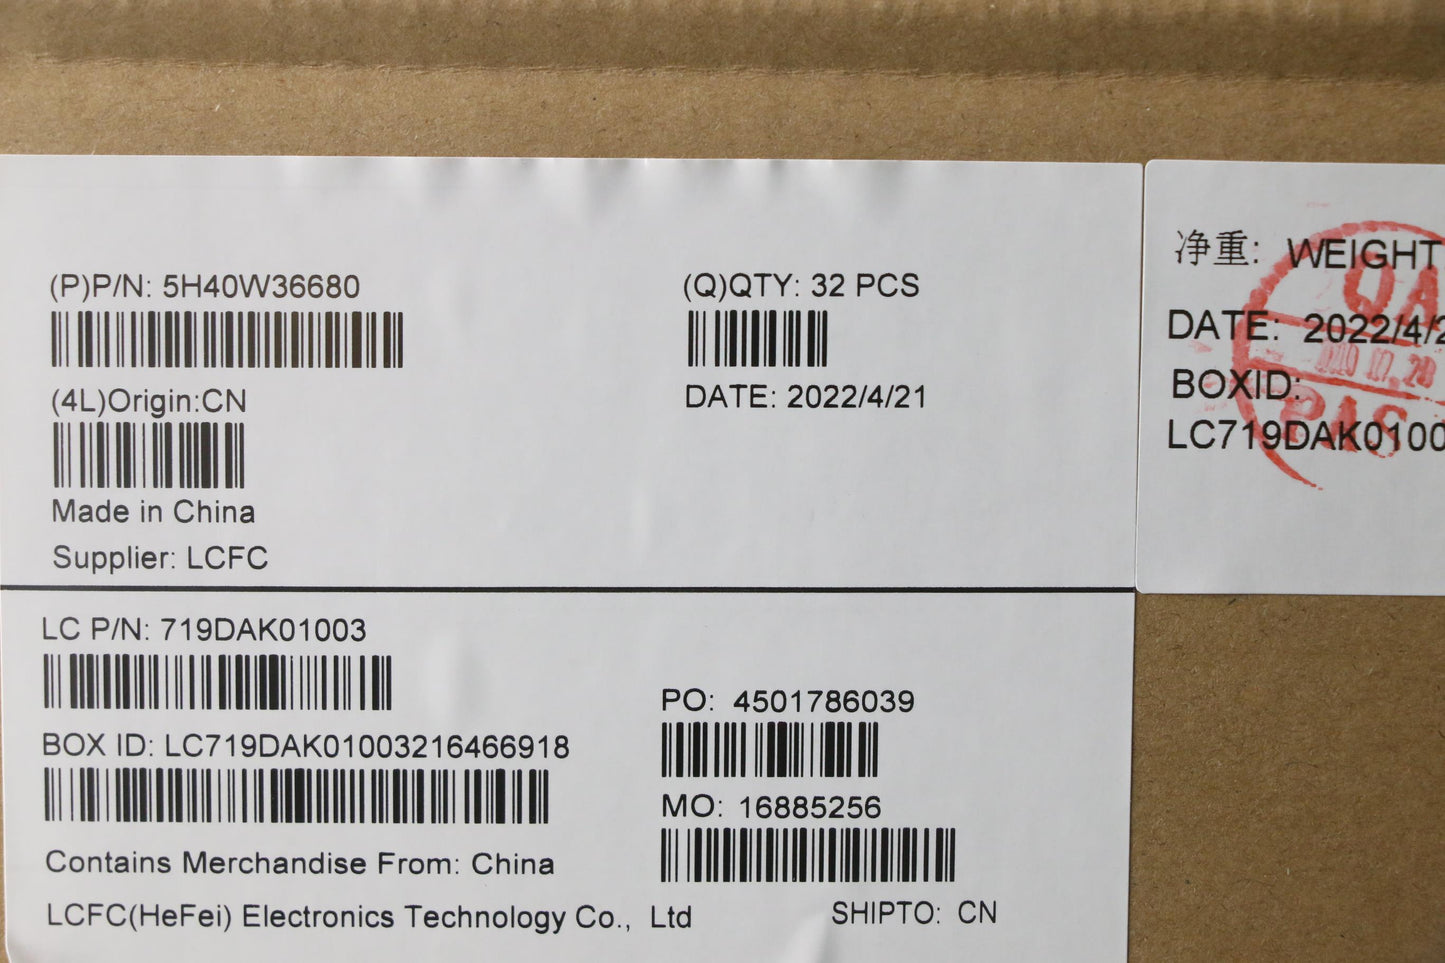 (P)P/N: 5H40W36680
(Q)QTY: 32 PCS
(4L)Origin:CN
DATE: 2022/4/21
Made in China
Supplier: LCFC
LC P/N: 719DAK01003
PO: 4501786039
BOX ID: LC719DAK01003216466918
MO: 16885256
Contains Merchandise From: China
LCFC(HeFei) Electronics Technology Co., Ltd
SHIPTO: CN
净重: WEIGHT
DATE: 2022/4/2
BOXID:
LC719DAK0100
QA
PAS